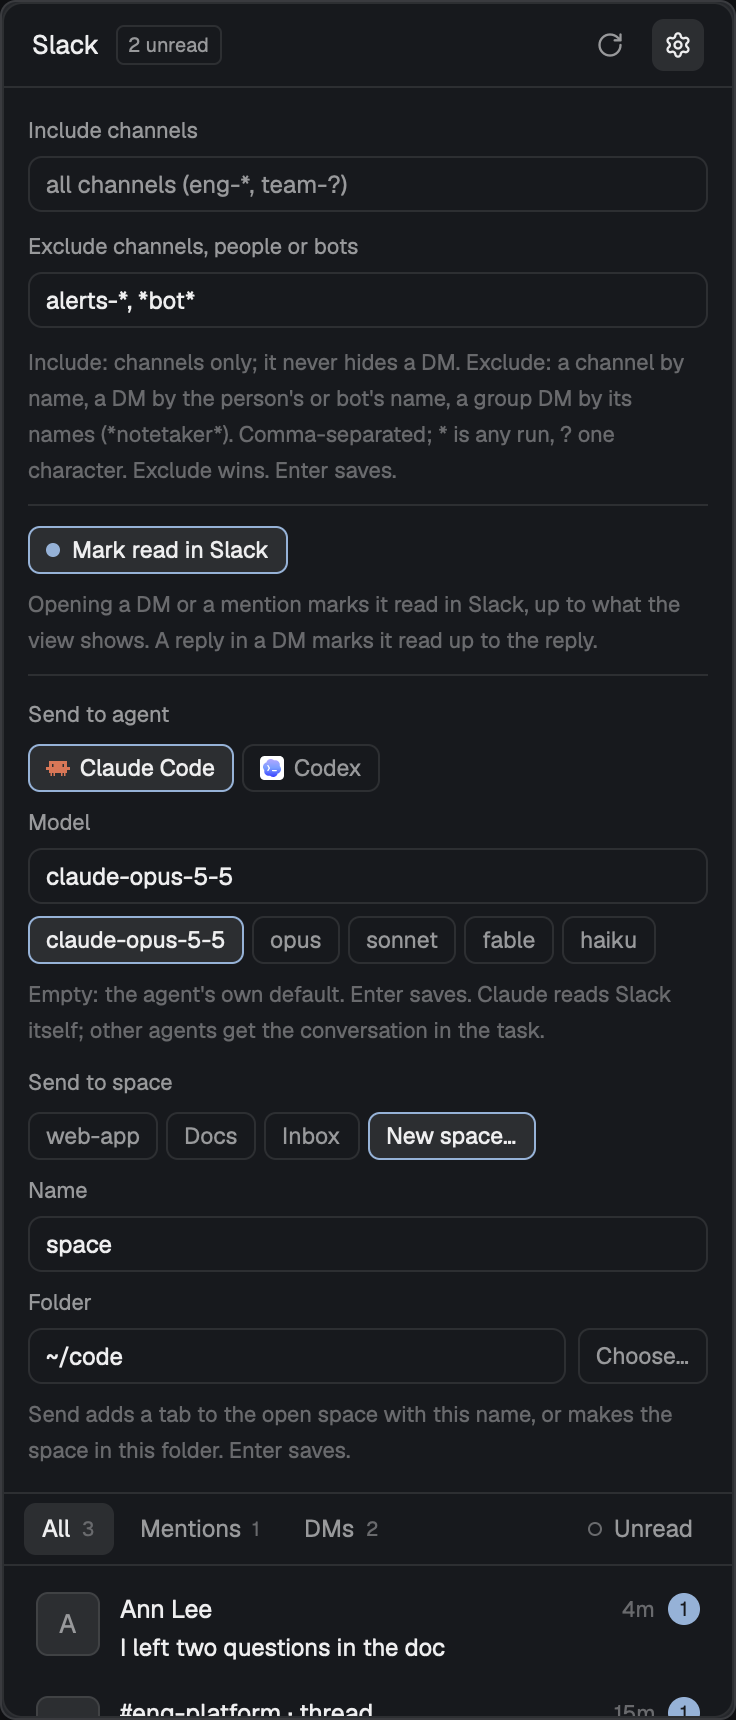 Slack 2 unread
Include channels
all channels (eng-*, team-?)
Exclude channels, people or bots
alerts-*, *bot*
Include: channels only; it never hides a DM. Exclude: a channel by
name, a DM by the person's or bot's name, a group DM by its
names (*notetaker*). Comma-separated; * is any run, ? one
character. Exclude wins. Enter saves.
Mark read in Slack
Opening a DM or a mention marks it read in Slack, up to what the
view shows. A reply in a DM marks it read up to the reply.
Send to agent
Claude Code Codex
Model
claude-opus-5-5
claude-opus-5-5 opus sonnet fable haiku
Empty: the agent's own default. Enter saves. Claude reads Slack
itself; other agents get the conversation in the task.
Send to space
web-app Docs Inbox New space...
Name
space
Folder
~/code Choose...
Send adds a tab to the open space with this name, or makes the
space in this folder. Enter saves.
All 3 Mentions 1 DMs 2 Unread
A Ann Lee 4m 1
I left two questions in the doc
#eng-platform · thread 15m 1